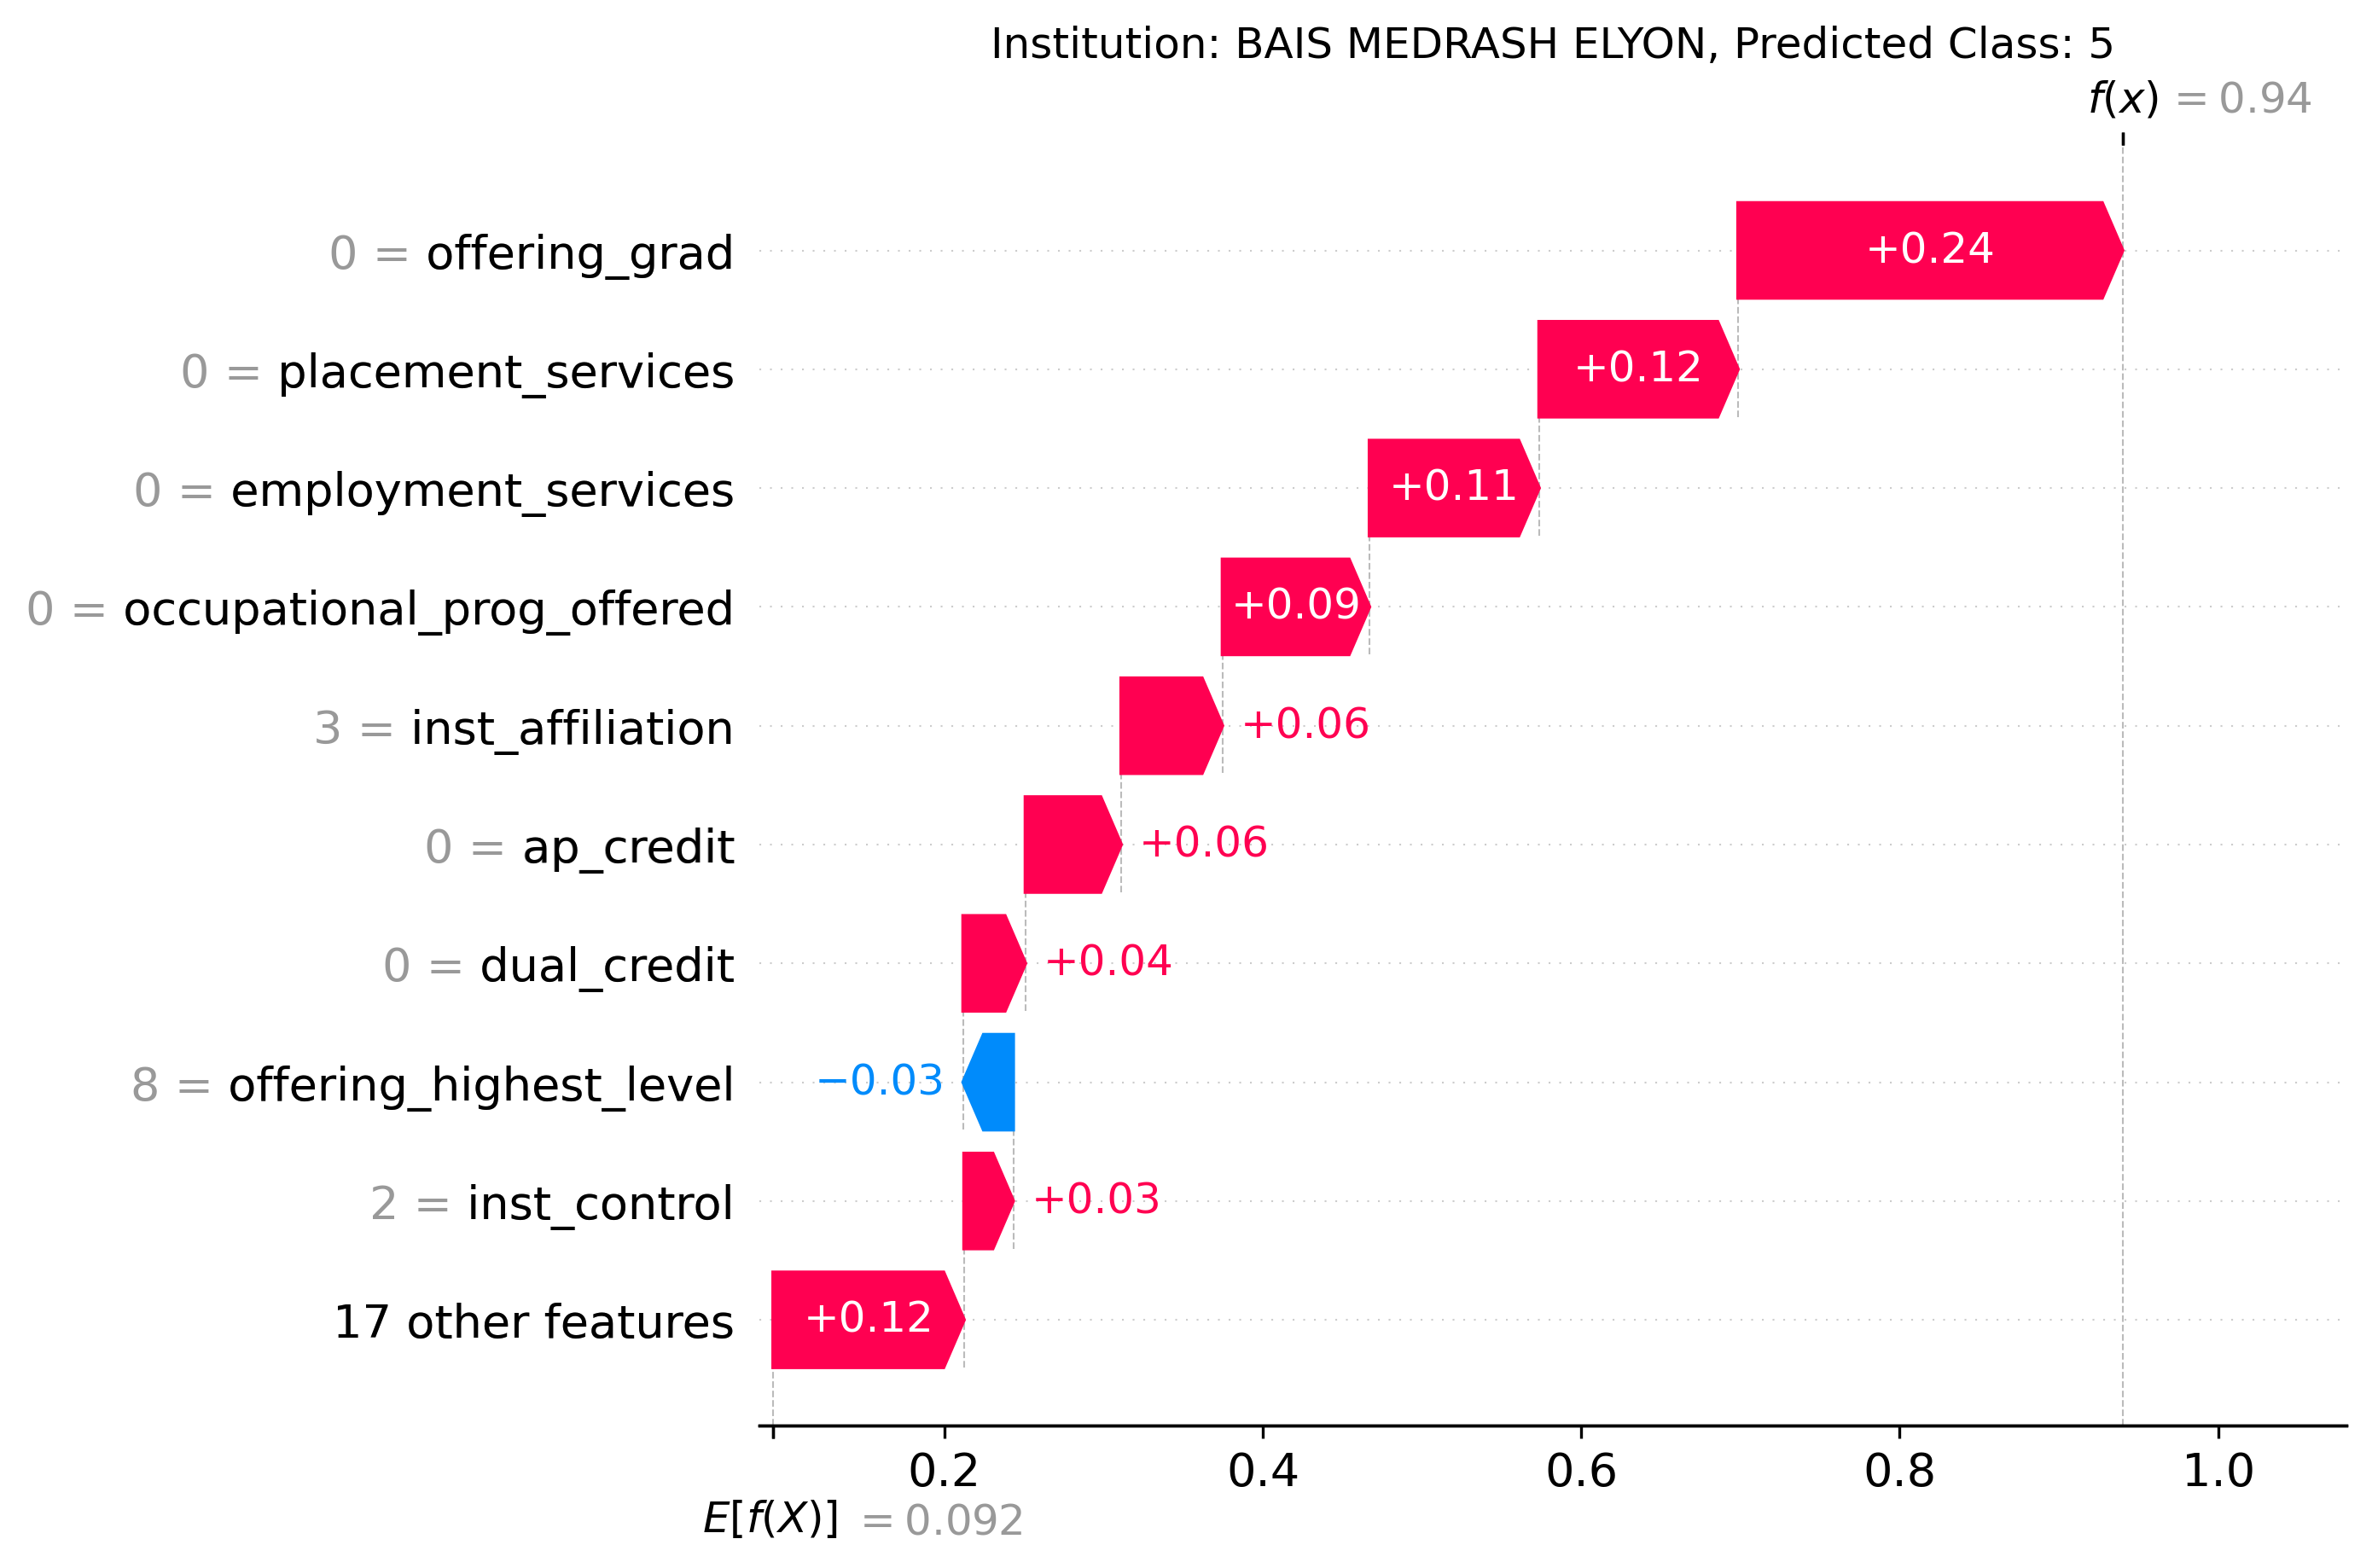 Institution: BAIS MEDRASH ELYON, Predicted Class: 5
f(x) = 0.94
0 = offering_grad +0.24
0 = placement_services +0.12
0 = employment_services +0.11
0 = occupational_prog_offered +0.09
3 = inst_affiliation +0.06
0 = ap_credit +0.06
0 = dual_credit +0.04
8 = offering_highest_level −0.03
2 = inst_control +0.03
17 other features +0.12
0.2 0.4 0.6 0.8 1.0
E[f(X)] = 0.092